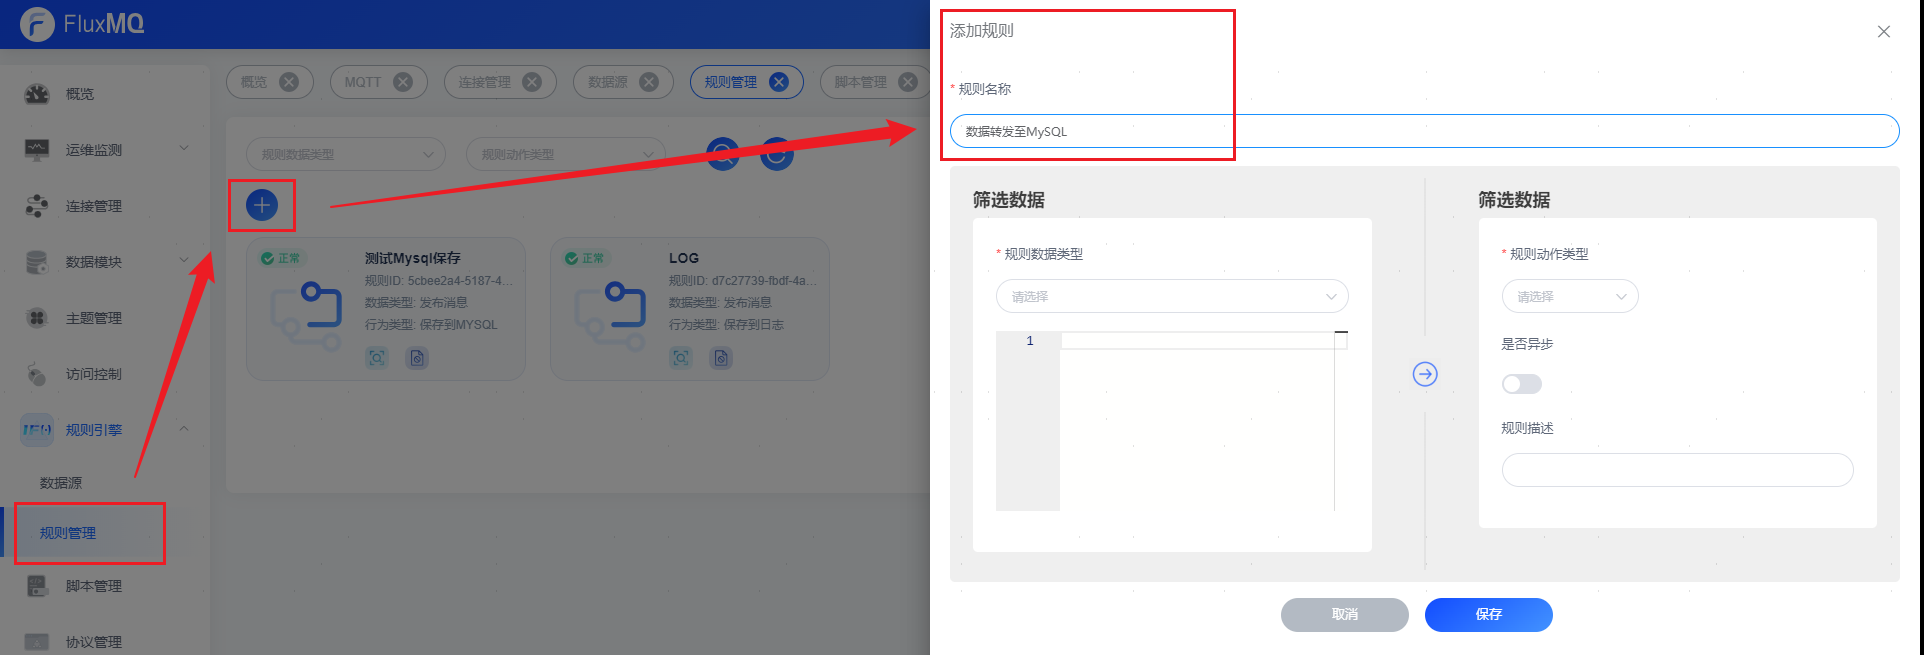 FluxMQ
概览
运维监测
连接管理
数据模块
主题管理
访问控制
规则引擎
数据源
规则管理
脚本管理
协议管理
概览
MQTT
连接管理
数据源
规则管理
脚本管理
规则数据类型
规则动作类型
正常
测试Mysql保存
规则ID: 5cbee2a4-5187-4...
数据类型: 发布消息
行为类型: 保存到MYSQL
正常
LOG
规则ID: d7c27739-fbdf-4a...
数据类型: 发布消息
行为类型: 保存到日志
添加规则
* 规则名称
数据转发至MySQL
筛选数据
* 规则数据类型
请选择
1
筛选数据
* 规则动作类型
请选择
是否异步
规则描述
取消
保存